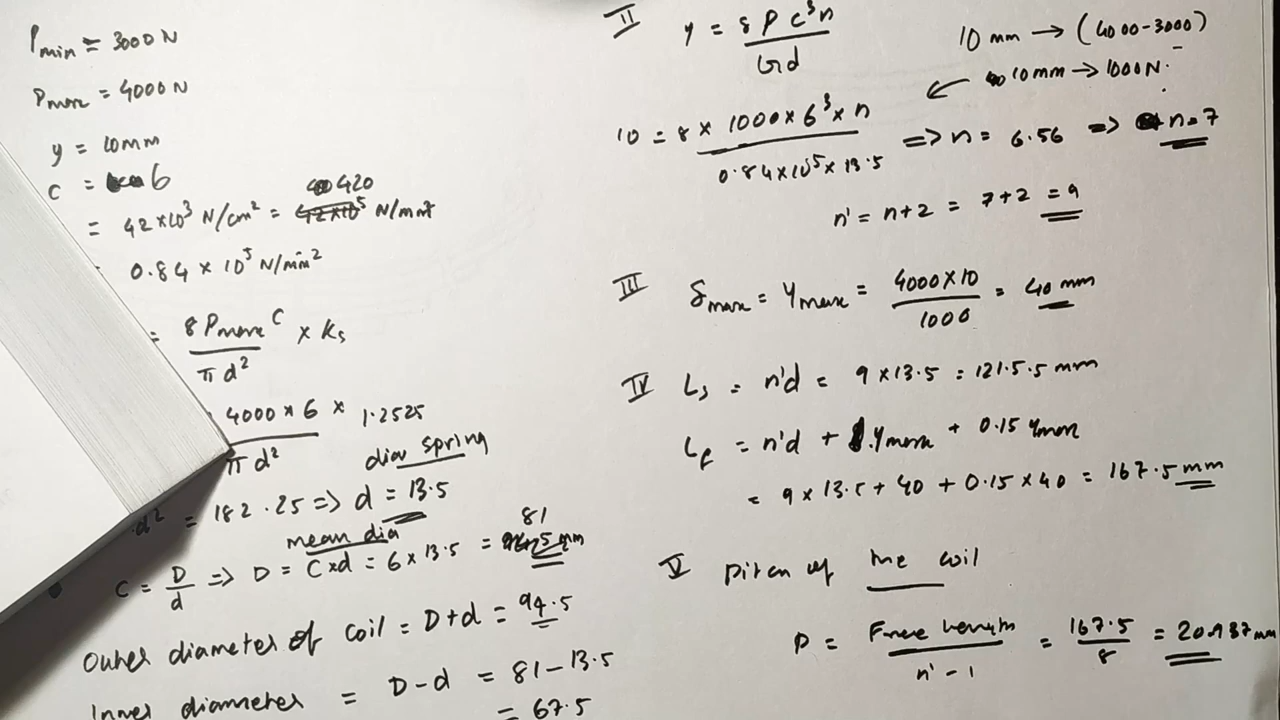 Pmin = 3000 N
Pmax = 4000 N
y = 10mm
C = 6
= 42 × 10³ N/cm² = 420 N/mm²
0.84 × 10⁵ N/mm²
= 8 Pmax C / π d² × Ks
4000 × 6 × 1.2525 / π d²
dia spring
d² = 182.25 => d = 13.5
mean dia
C = D/d => D = C×d = 6 × 13.5 = 81 mm
Outer diameter of coil = D+d = 94.5
Inner diameter = D-d = 81 - 13.5
= 67.5
II y = 8 P C³ n / Gd
10 mm → (4000-3000)
10mm → 1000N.
10 = 8 × 1000 × 6³ × n / 0.84×10⁵ × 13.5 => n = 6.56 => n = 7
n' = n+2 = 7+2 = 9
III δmax = Ymax = 4000×10 / 1000 = 40 mm
IV Ls = n'd = 9 × 13.5 = 121.5.5 mm
Lf = n'd + Ymax + 0.15 Ymax
= 9 × 13.5 + 40 + 0.15 × 40 = 167.5 mm
V Pitch of the coil
P = Free length / n' - 1 = 167.5 / 8 = 20.937 mm